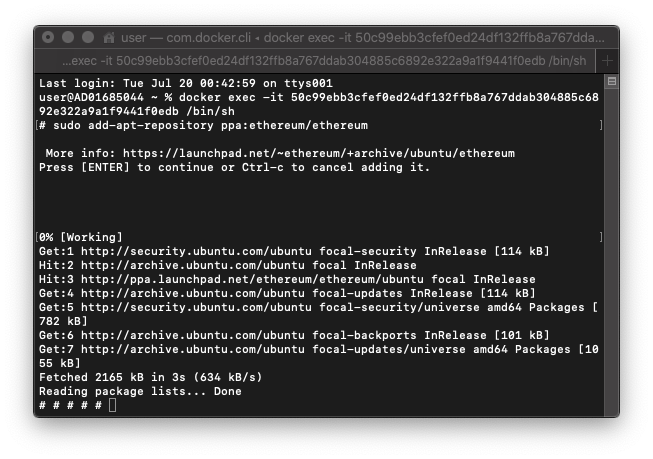 user — com.docker.cli ◂ docker exec -it 50c99ebb3cfef0ed24df132ffb8a767dda...
...exec -it 50c99ebb3cfef0ed24df132ffb8a767ddab304885c6892e322a9a1f9441f0edb /bin/sh +
Last login: Tue Jul 20 00:42:59 on ttys001
user@AD01685044 ~ % docker exec -it 50c99ebb3cfef0ed24df132ffb8a767ddab304885c68
92e322a9a1f9441f0edb /bin/sh
[# sudo add-apt-repository ppa:ethereum/ethereum ]
More info: https://launchpad.net/~ethereum/+archive/ubuntu/ethereum
Press [ENTER] to continue or Ctrl-c to cancel adding it.
[0% [Working] ]
Get:1 http://security.ubuntu.com/ubuntu focal-security InRelease [114 kB]
Hit:2 http://archive.ubuntu.com/ubuntu focal InRelease
Hit:3 http://ppa.launchpad.net/ethereum/ethereum/ubuntu focal InRelease
Get:4 http://archive.ubuntu.com/ubuntu focal-updates InRelease [114 kB]
Get:5 http://security.ubuntu.com/ubuntu focal-security/universe amd64 Packages [
782 kB]
Get:6 http://archive.ubuntu.com/ubuntu focal-backports InRelease [101 kB]
Get:7 http://archive.ubuntu.com/ubuntu focal-updates/universe amd64 Packages [10
55 kB]
Fetched 2165 kB in 3s (634 kB/s)
Reading package lists... Done
# # # # #